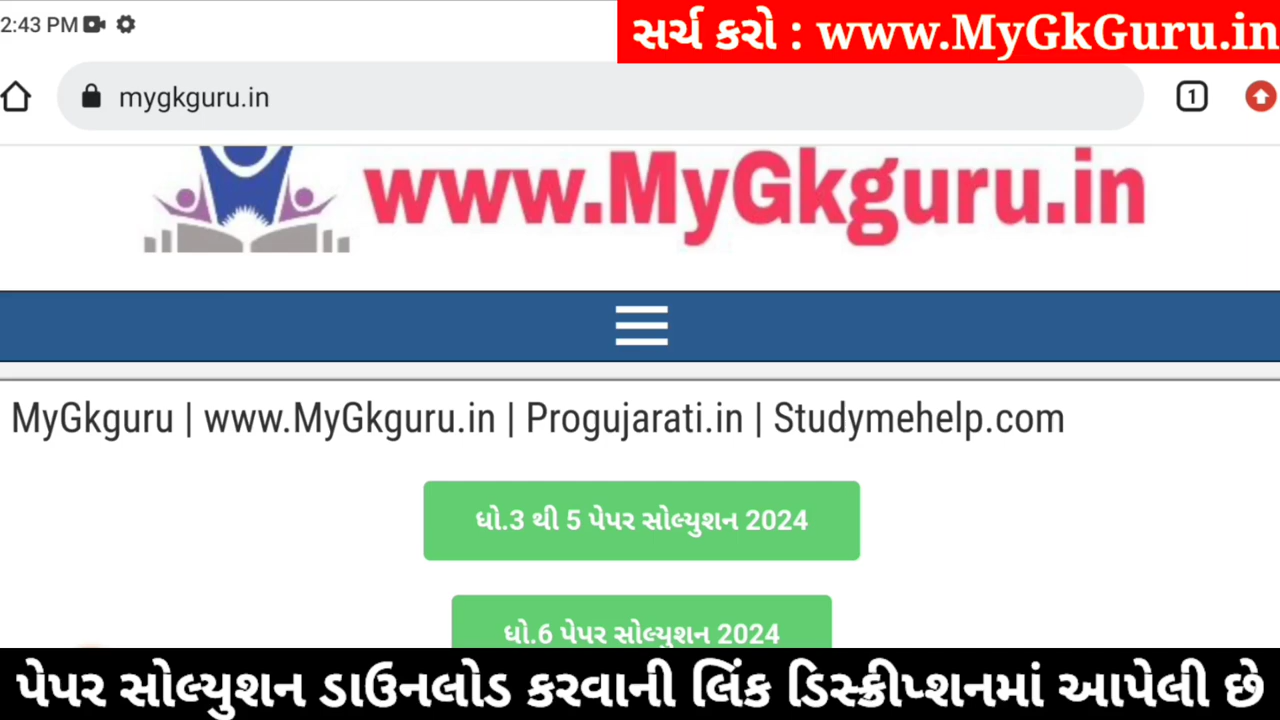 2:43 PM
સર્ચ કરો : www.MyGkGuru.in
mygkguru.in
1
www.MyGkguru.in
MyGkguru | www.MyGkguru.in | Progujarati.in | Studymehelp.com
ધો.3 થી 5 પેપર સોલ્યુશન 2024
ધો.6 પેપર સોલ્યુશન 2024
પેપર સોલ્યુશન ડાઉનલોડ કરવાની લિંક ડિસ્ક્રીપ્શનમાં આપેલી છે